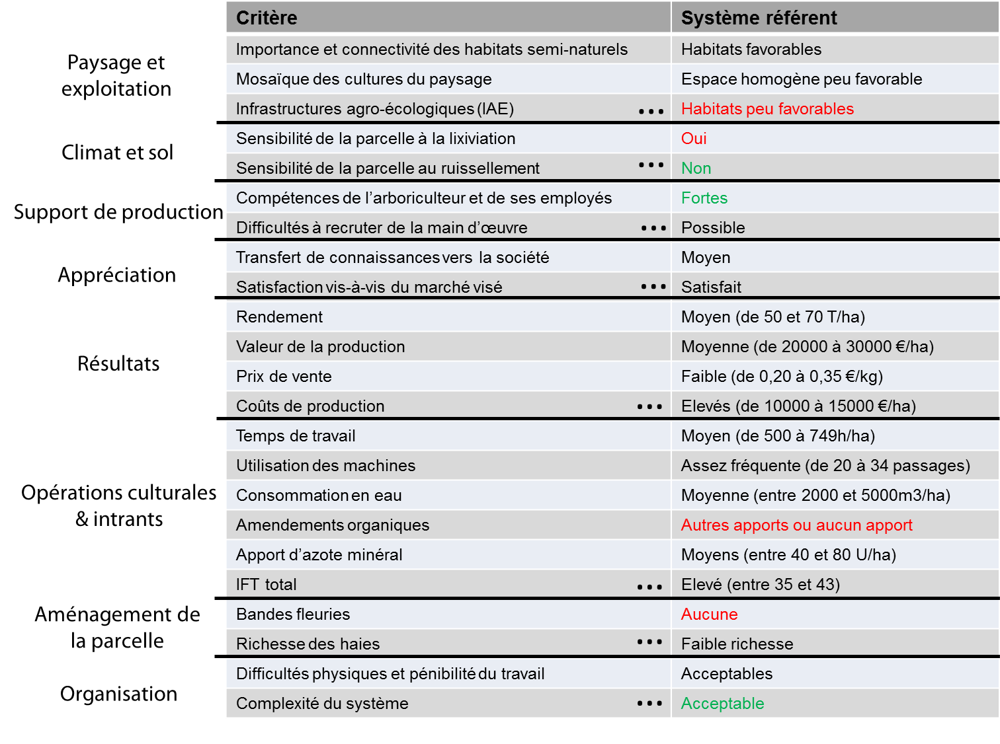 Critère Système référent
Paysage et
exploitation
Importance et connectivité des habitats semi-naturels Habitats favorables
Mosaïque des cultures du paysage Espace homogène peu favorable
Infrastructures agro-écologiques (IAE) ... Habitats peu favorables
Climat et sol
Sensibilité de la parcelle à la lixiviation Oui
Sensibilité de la parcelle au ruissellement ... Non
Support de production
Compétences de l’arboriculteur et de ses employés Fortes
Difficultés à recruter de la main d’œuvre ... Possible
Appréciation
Transfert de connaissances vers la société Moyen
Satisfaction vis-à-vis du marché visé ... Satisfait
Résultats
Rendement Moyen (de 50 et 70 T/ha)
Valeur de la production Moyenne (de 20000 à 30000 €/ha)
Prix de vente Faible (de 0,20 à 0,35 €/kg)
Coûts de production ... Elevés (de 10000 à 15000 €/ha)
Opérations culturales
& intrants
Temps de travail Moyen (de 500 à 749h/ha)
Utilisation des machines Assez fréquente (de 20 à 34 passages)
Consommation en eau Moyenne (entre 2000 et 5000m3/ha)
Amendements organiques Autres apports ou aucun apport
Apport d’azote minéral Moyens (entre 40 et 80 U/ha)
IFT total ... Elevé (entre 35 et 43)
Aménagement de
la parcelle
Bandes fleuries Aucune
Richesse des haies ... Faible richesse
Organisation
Difficultés physiques et pénibilité du travail Acceptables
Complexité du système ... Acceptable